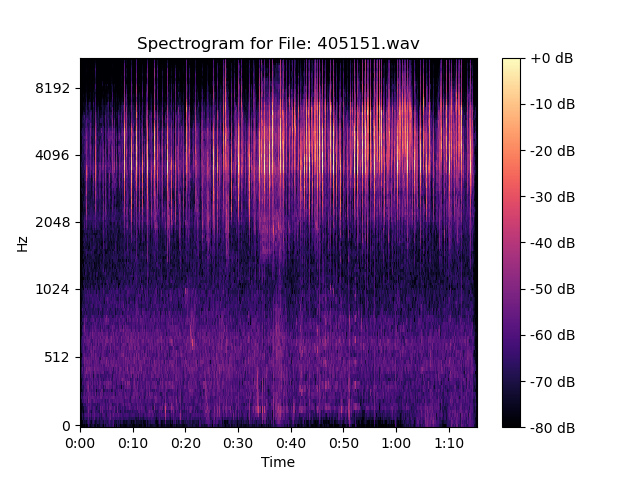 Spectrogram for File: 405151.wav
+0 dB
8192
-10 dB
4096
-20 dB
-30 dB
2048
Hz
-40 dB
1024
-50 dB
-60 dB
512
-70 dB
0
-80 dB
0:00 0:10 0:20 0:30 0:40 0:50 1:00 1:10
Time